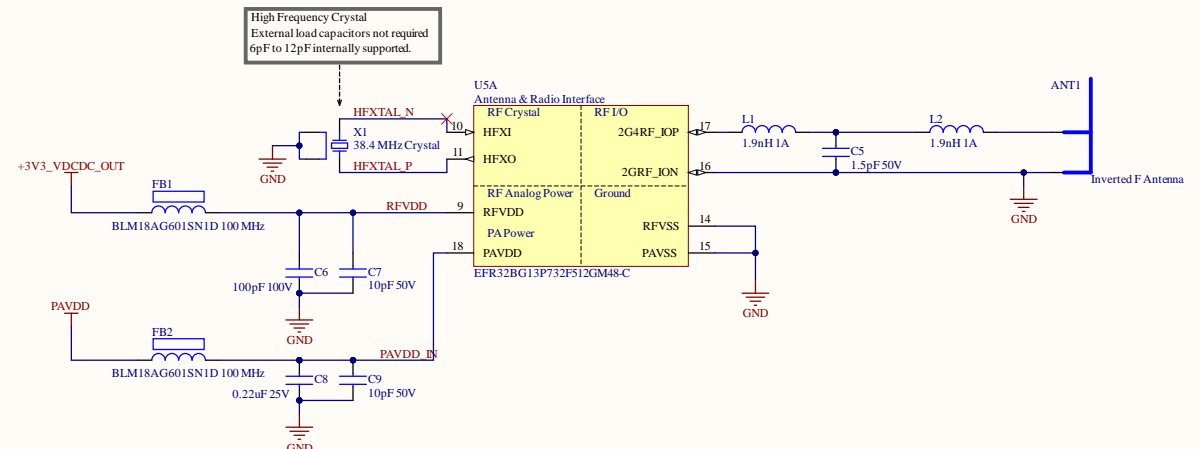 High Frequency Crystal
External load capacitors not required
6pF to 12pF internally supported.
U5A
Antenna & Radio Interface
ANT1
HFXTAL_N
RF Crystal
RF I/O
10
HFXI
2G4RF_IOP
17
L1
1.9nH 1A
L2
1.9nH 1A
X1
38.4 MHz Crystal
11
HFXO
C5
1.5pF 50V
HFXTAL_P
2GRF_ION
16
GND
Inverted F Antenna
+3V3_VDCDC_OUT
FB1
RF Analog Power
Ground
GND
RFVDD
9
RFVDD
RFVSS
14
BLM18AG601SN1D 100 MHz
PA Power
18
PAVDD
PAVSS
15
EFR32BG13P732F512GM48-C
C6
100pF 100V
C7
10pF 50V
GND
PAVDD
GND
FB2
PAVDD_IN
BLM18AG601SN1D 100 MHz
C8
0.22uF 25V
C9
10pF 50V
GND